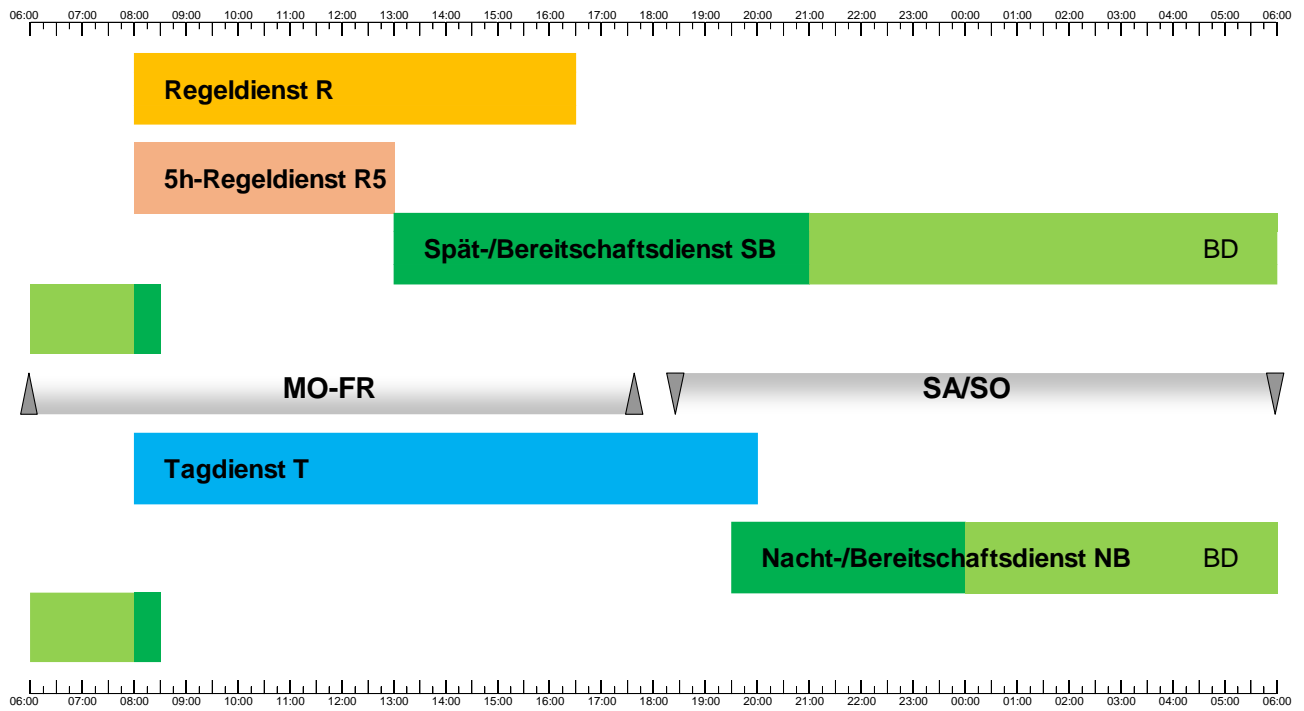 06:00 07:00 08:00 09:00 10:00 11:00 12:00 13:00 14:00 15:00 16:00 17:00 18:00 19:00 20:00 21:00 22:00 23:00 00:00 01:00 02:00 03:00 04:00 05:00 06:00
Regeldienst R
5h-Regeldienst R5
Spät-/Bereitschaftsdienst SB BD
MO-FR SA/SO
Tagdienst T
Nacht-/Bereitschaftsdienst NB BD
06:00 07:00 08:00 09:00 10:00 11:00 12:00 13:00 14:00 15:00 16:00 17:00 18:00 19:00 20:00 21:00 22:00 23:00 00:00 01:00 02:00 03:00 04:00 05:00 06:00